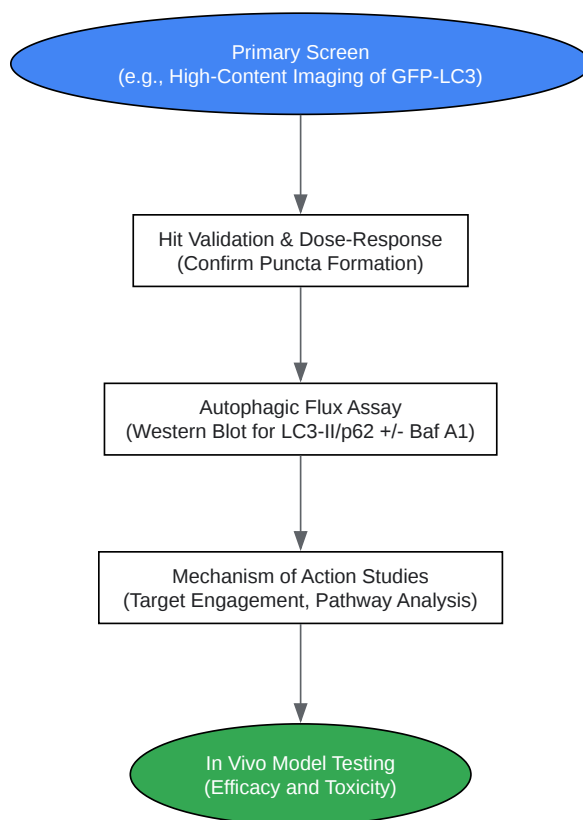 Primary Screen
(e.g., High-Content Imaging of GFP-LC3)
Hit Validation & Dose-Response
(Confirm Puncta Formation)
Autophagic Flux Assay
(Western Blot for LC3-II/p62 +/- Baf A1)
Mechanism of Action Studies
(Target Engagement, Pathway Analysis)
In Vivo Model Testing
(Efficacy and Toxicity)